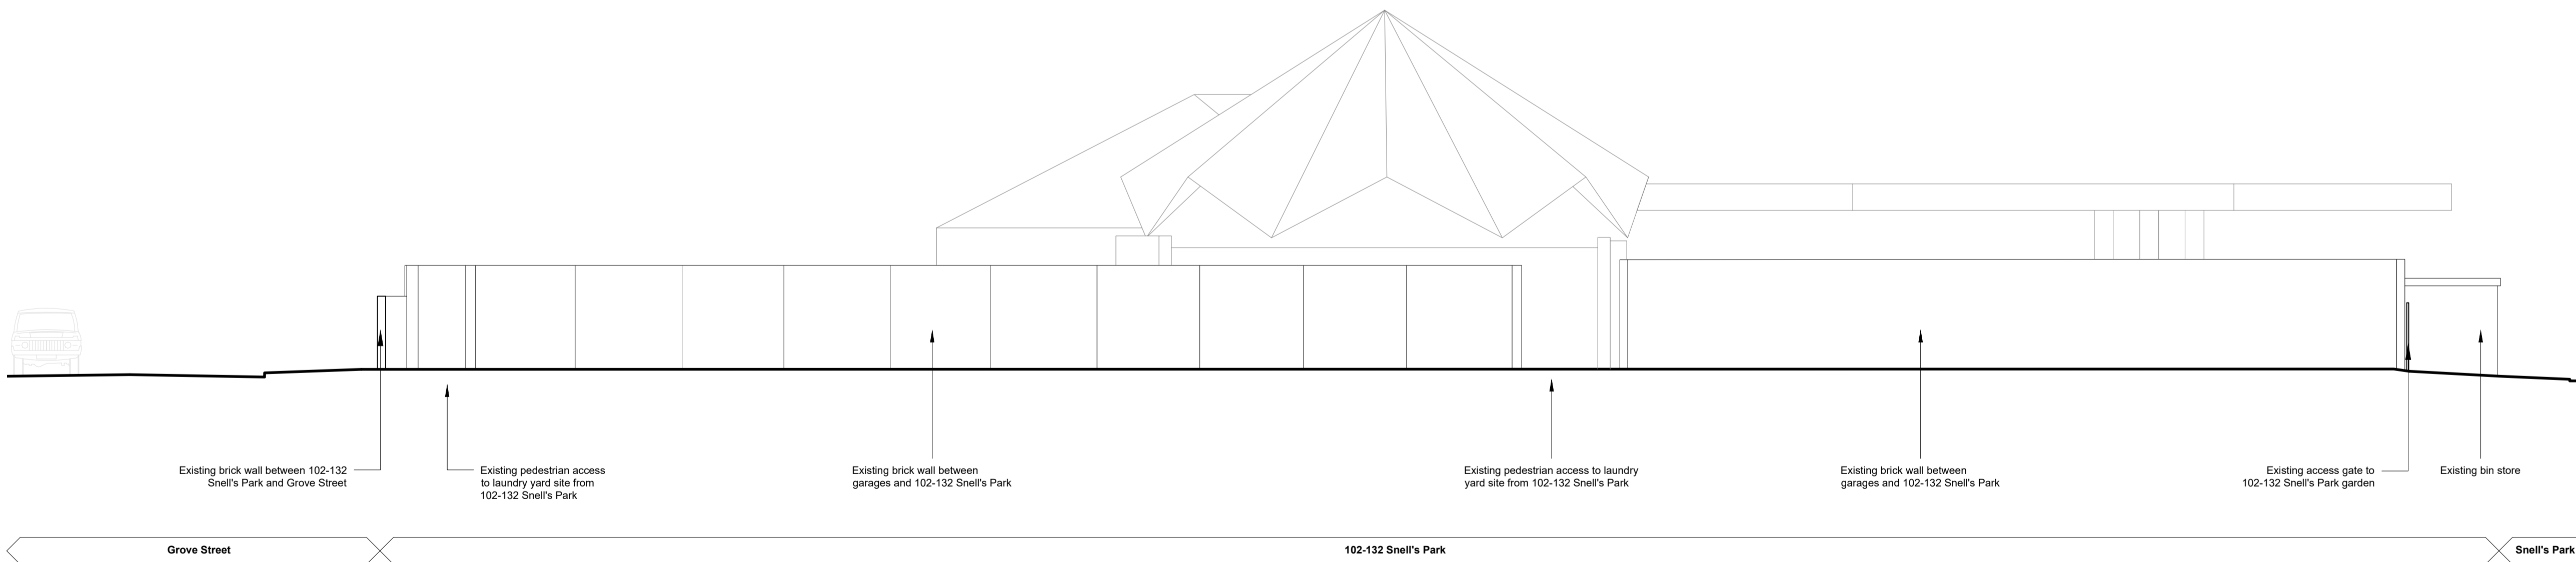 Existing brick wall between 102-132
Snell's Park and Grove Street
Existing pedestrian access
to laundry yard site from
102-132 Snell's Park
Existing brick wall between
garages and 102-132 Snell's Park
Existing pedestrian access to laundry
yard site from 102-132 Snell's Park
Existing brick wall between
garages and 102-132 Snell's Park
Existing access gate to
102-132 Snell's Park garden
Existing bin store
Grove Street
102-132 Snell's Park
Snell's Park